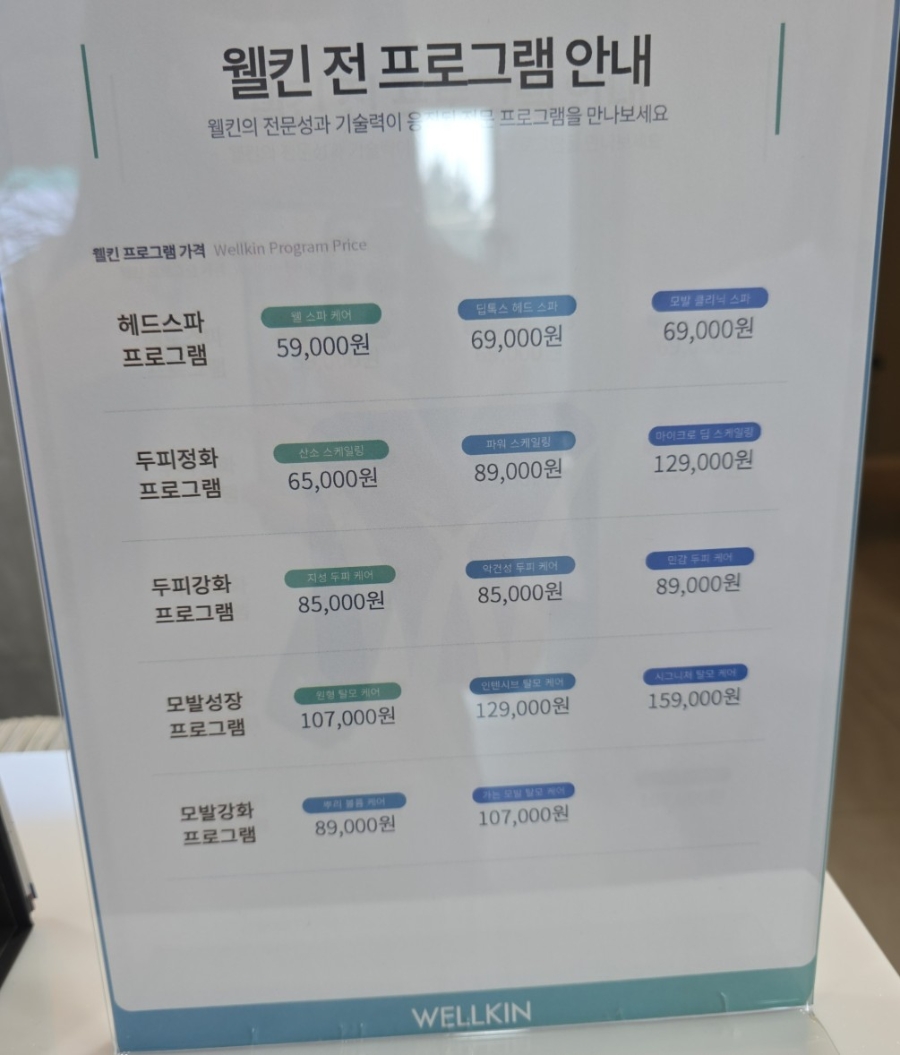 웰킨 전 프로그램 안내
웰킨의 전문성과 기술력이 프로그램을 만나보세요
웰킨 프로그램 가격 Wellkin Program Price
헤드스파
프로그램
웰 스파 케어
59,000원
딥톡스 헤드 스파
69,000원
모발 클리닉 스파
69,000원
두피정화
프로그램
산소 스케일링
65,000원
파워 스케일링
89,000원
마이크로 딥 스케일링
129,000원
두피강화
프로그램
지성 두피 케어
85,000원
약건성 두피 케어
85,000원
민감 두피 케어
89,000원
모발성장
프로그램
원형 탈모 케어
107,000원
인텐시브 탈모 케어
129,000원
시그니처 탈모 케어
159,000원
모발강화
프로그램
뿌리 볼륨 케어
89,000원
가는 모발 탈모 케어
107,000원
WELLKIN